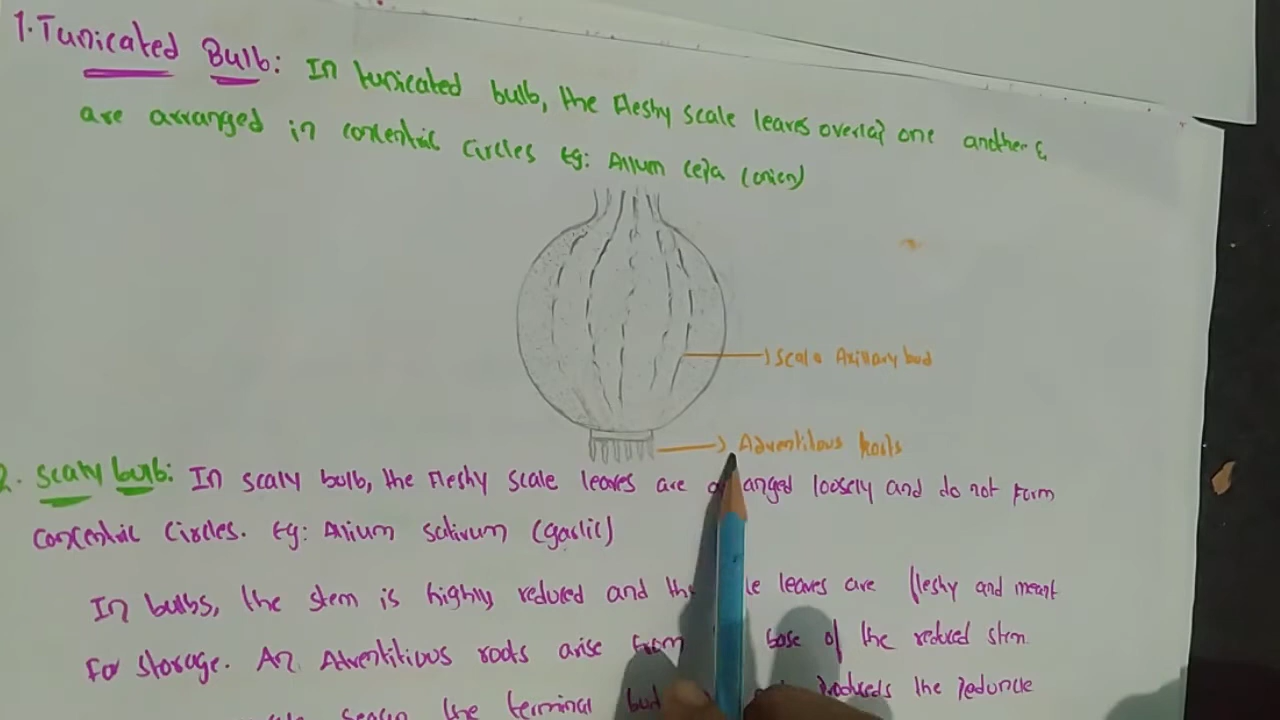 1. Tunicated Bulb: In tunicated bulb, the Fleshy scale leaves overlap one another &
are arranged in concentric circles Eg: Allium Cepa (onion)
Scale Axillary bud
Adventitous Roots
2. Scaly bulb: In scaly bulb, the Fleshy scale leaves are arranged loosely and do not Form
concentric circles. Eg: Allium sativum (garlic)
In bulbs, the stem is highly reduced and the leaves are fleshy and meant
For storage. An Adventitious roots arise From base of the reduced stem
the terminal bud produces the Peduncle